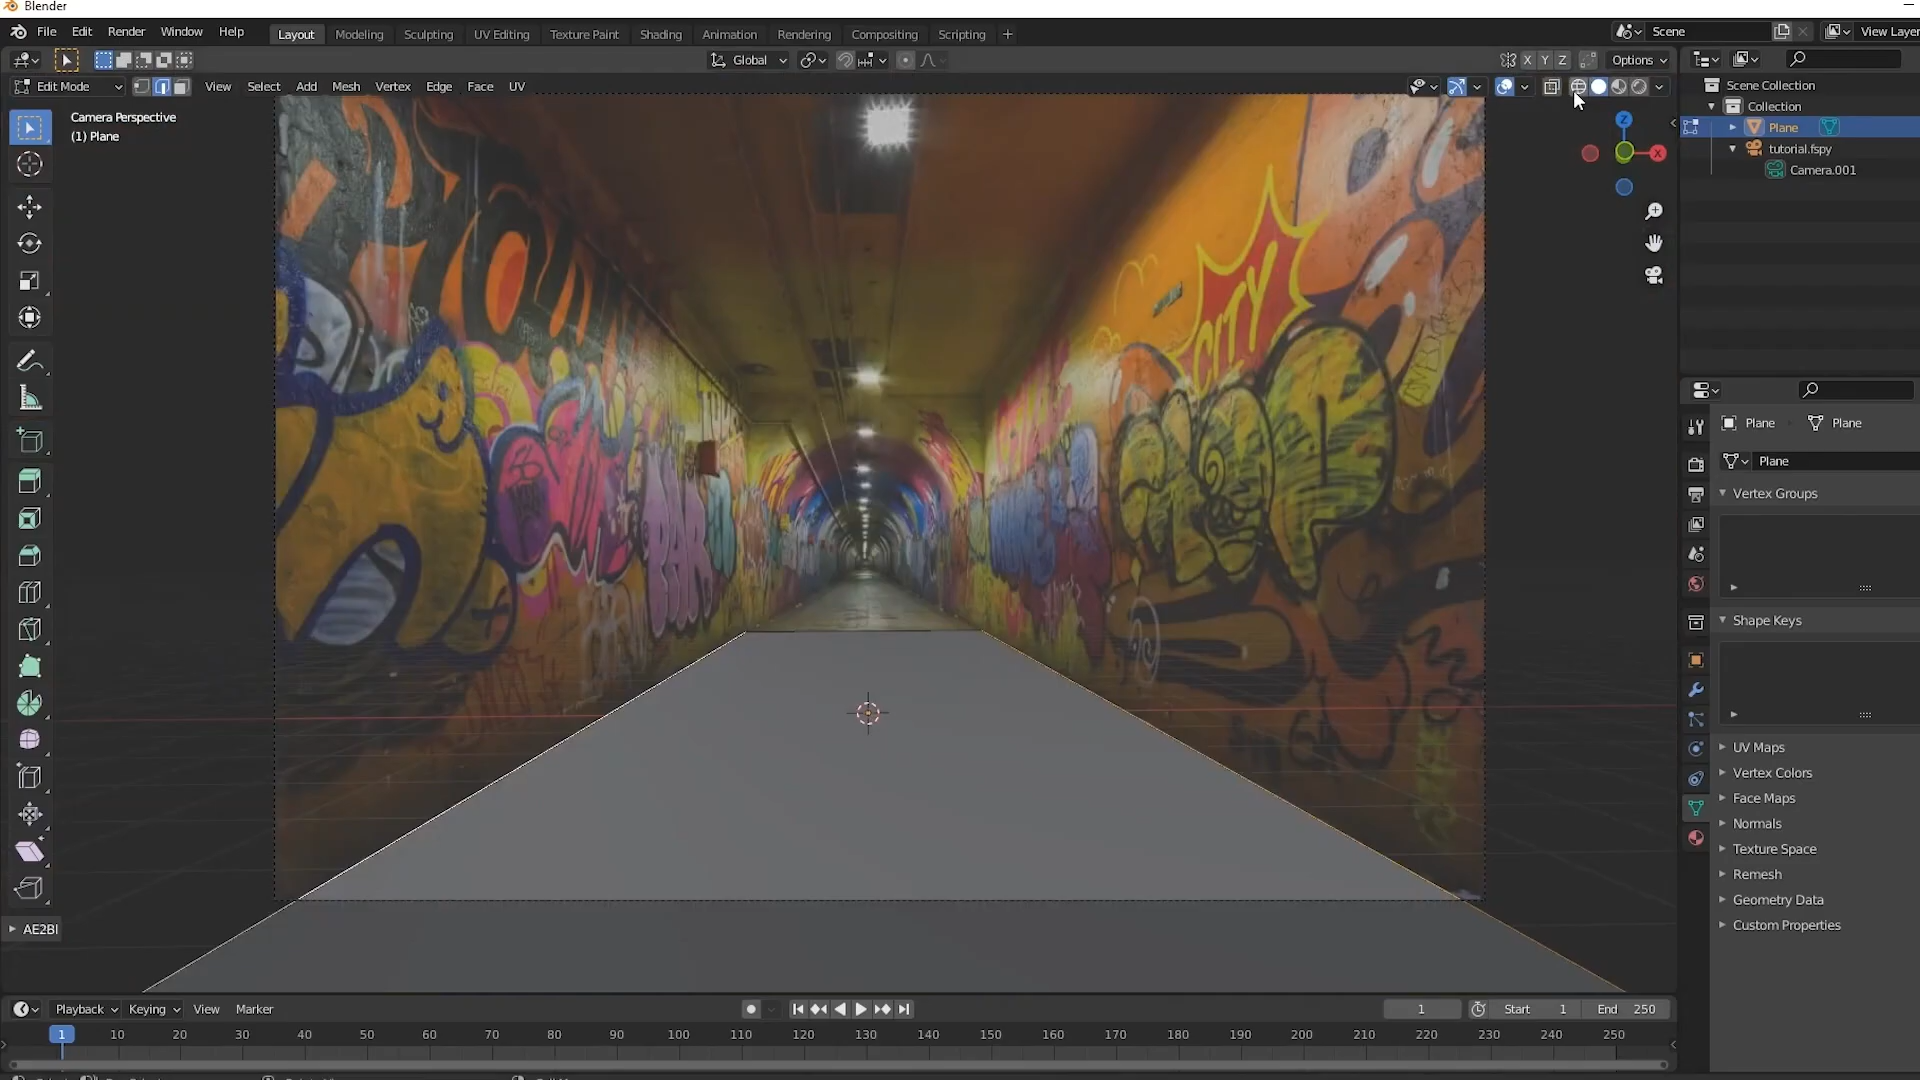 Blender
File Edit Render Window Help Layout Modeling Sculpting UV Editing Texture Paint Shading Animation Rendering Compositing Scripting + Scene View Layer
Global X Y Z Options
Edit Mode View Select Add Mesh Vertex Edge Face UV
Scene Collection
Collection
Plane
tutorial.fspy
Camera.001
Camera Perspective
(1) Plane
Z
X
CITY
Plane Plane
Plane
Vertex Groups
Shape Keys
UV Maps
Vertex Colors
Face Maps
Normals
Texture Space
Remesh
Geometry Data
Custom Properties
AE2Bl
Playback Keying View Marker 1 Start 1 End 250
1 10 20 30 40 50 60 70 80 90 100 110 120 130 140 150 160 170 180 190 200 210 220 230 240 250